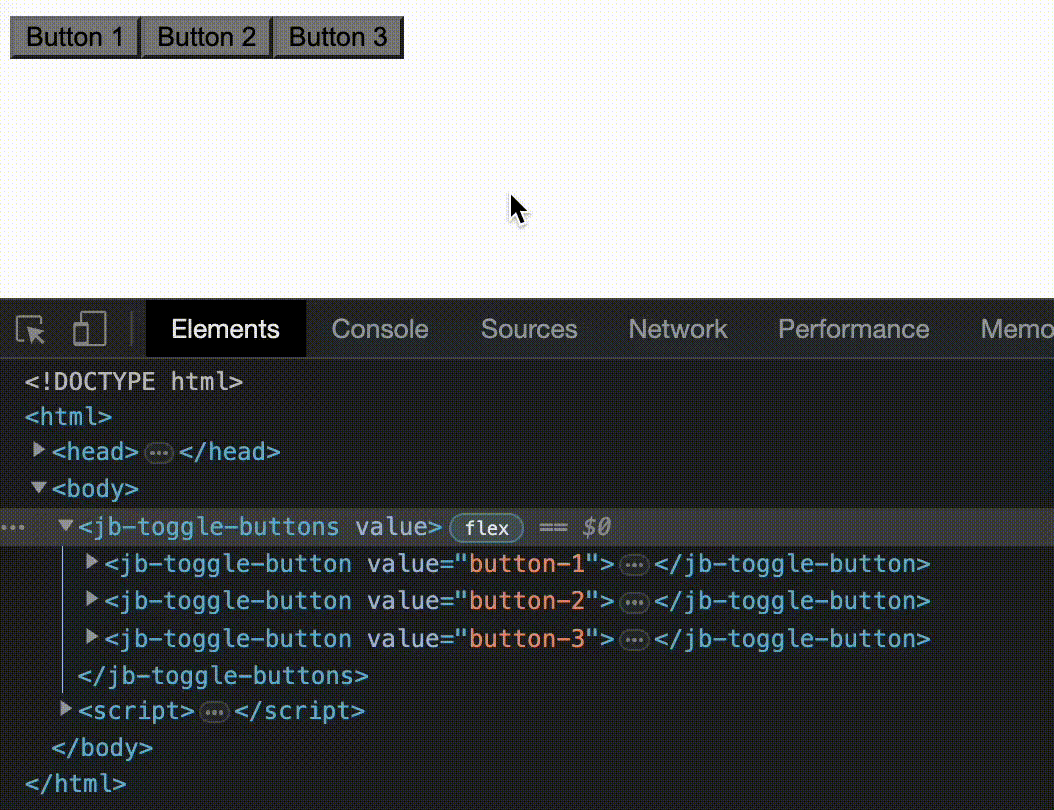 Button 1 Button 2 Button 3
Elements Console Sources Network Performance Memo
<!DOCTYPE html>
<html>
<head> ••• </head>
<body>
••• <jb-toggle-buttons value> flex == $0
<jb-toggle-button value="button-1"> ••• </jb-toggle-button>
<jb-toggle-button value="button-2"> ••• </jb-toggle-button>
<jb-toggle-button value="button-3"> ••• </jb-toggle-button>
</jb-toggle-buttons>
<script> ••• </script>
</body>
</html>